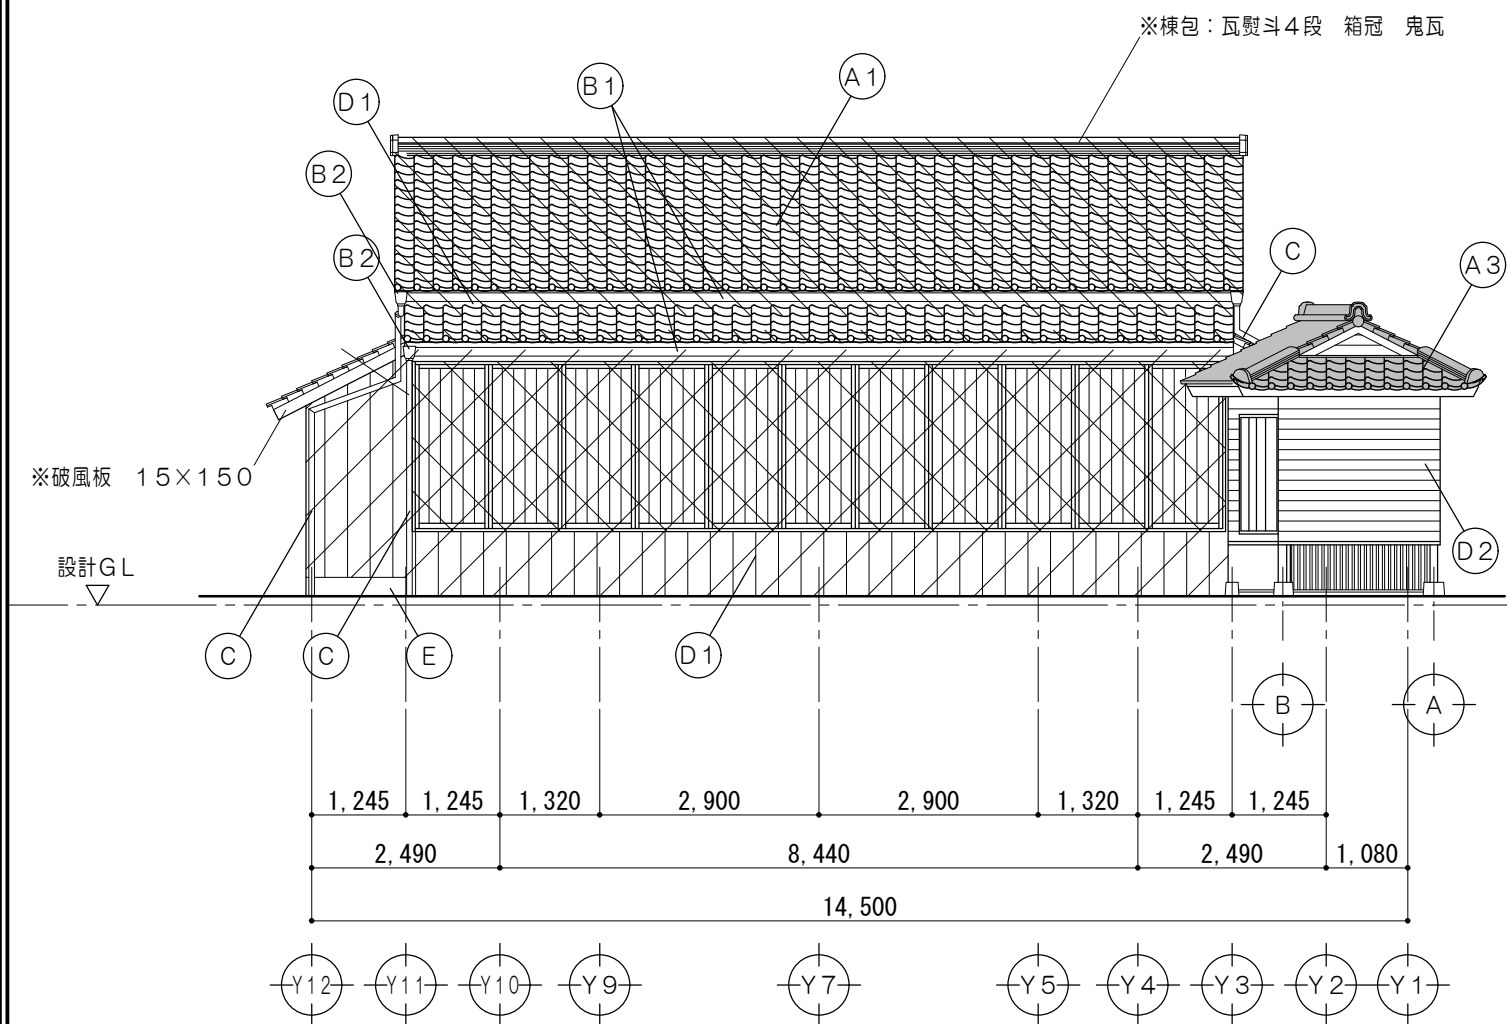 ※棟包：瓦熨斗４段　箱冠　鬼瓦
A1
B1
D1
B2
B2
C
A3
※破風板　１５×１５０
設計ＧＬ
D2
C
C
E
D1
B
A
1,245 1,245 1,320 2,900 2,900 1,320 1,245 1,245
2,490 8,440 2,490 1,080
14,500
Y12 Y11 Y10 Y9 Y7 Y5 Y4 Y3 Y2 Y1